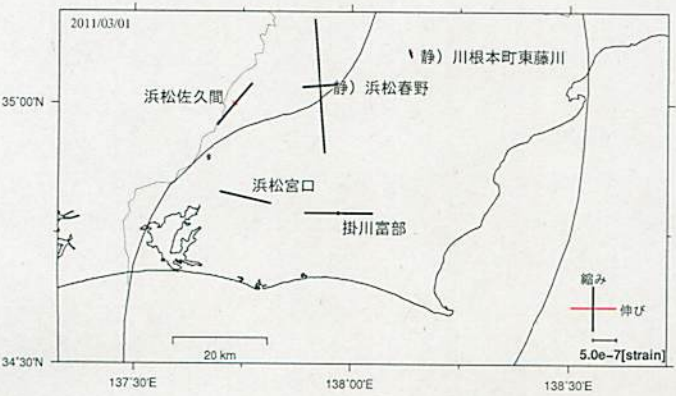 2011/03/01
静）川根本町東藤川
浜松佐久間
静）浜松春野
35°00'N
浜松宮口
掛川富部
縮み
伸び
20 km
5.0e-7[strain]
34°30'N
137°30'E
138°00'E
138°30'E